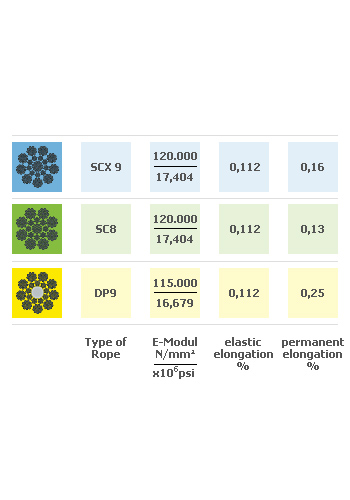 SCX 9
120.000
17,404
0,112
0,16
SC8
120.000
17,404
0,112
0,13
DP9
115.000
16,679
0,112
0,25
Type of
Rope
E-Modul
N/mm²
x10⁶psi
elastic
elongation
%
permanent
elongation
%